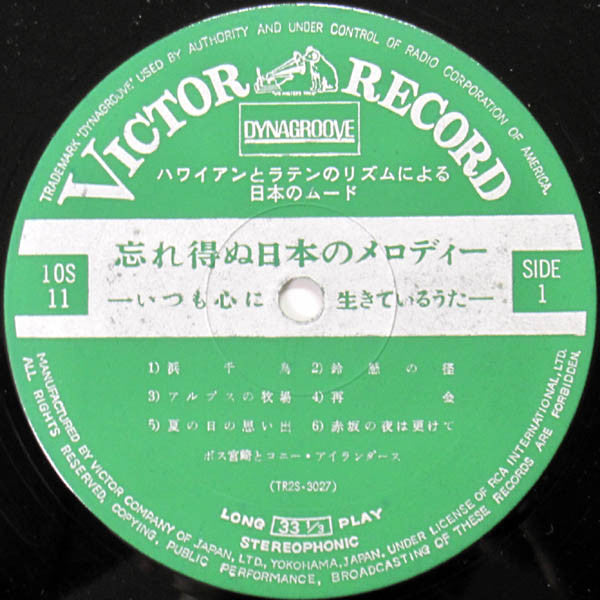 TRADEMARK "DYNAGROOVE" USED BY AUTHORITY AND UNDER CONTROL OF RADIO CORPORATION OF AMERICA.
VICTOR RECORD
DYNAGROOVE
ハワイアンとラテンのリズムによる
日本のムード
忘れ得ぬ日本のメロディー
—いつも心に 生きているうた—
10S
11
SIDE
1
1) 浜千鳥 2) 鈴懸の径
3) アルプスの牧場 4) 再会
5) 夏の日の思い出 6) 赤坂の夜は更けて
ポス宮崎とコニー・アイランダース
(TR2S-3027)
LONG 33 1/3 PLAY
STEREOPHONIC
MANUFACTURED BY VICTOR COMPANY OF JAPAN, LTD., YOKOHAMA, JAPAN, UNDER LICENSE OF RCA INTERNATIONAL, LTD.
ALL RIGHTS RESERVED, COPYING, PUBLIC PERFORMANCE, BROADCASTING OF THESE RECORDS ARE FORBIDDEN.